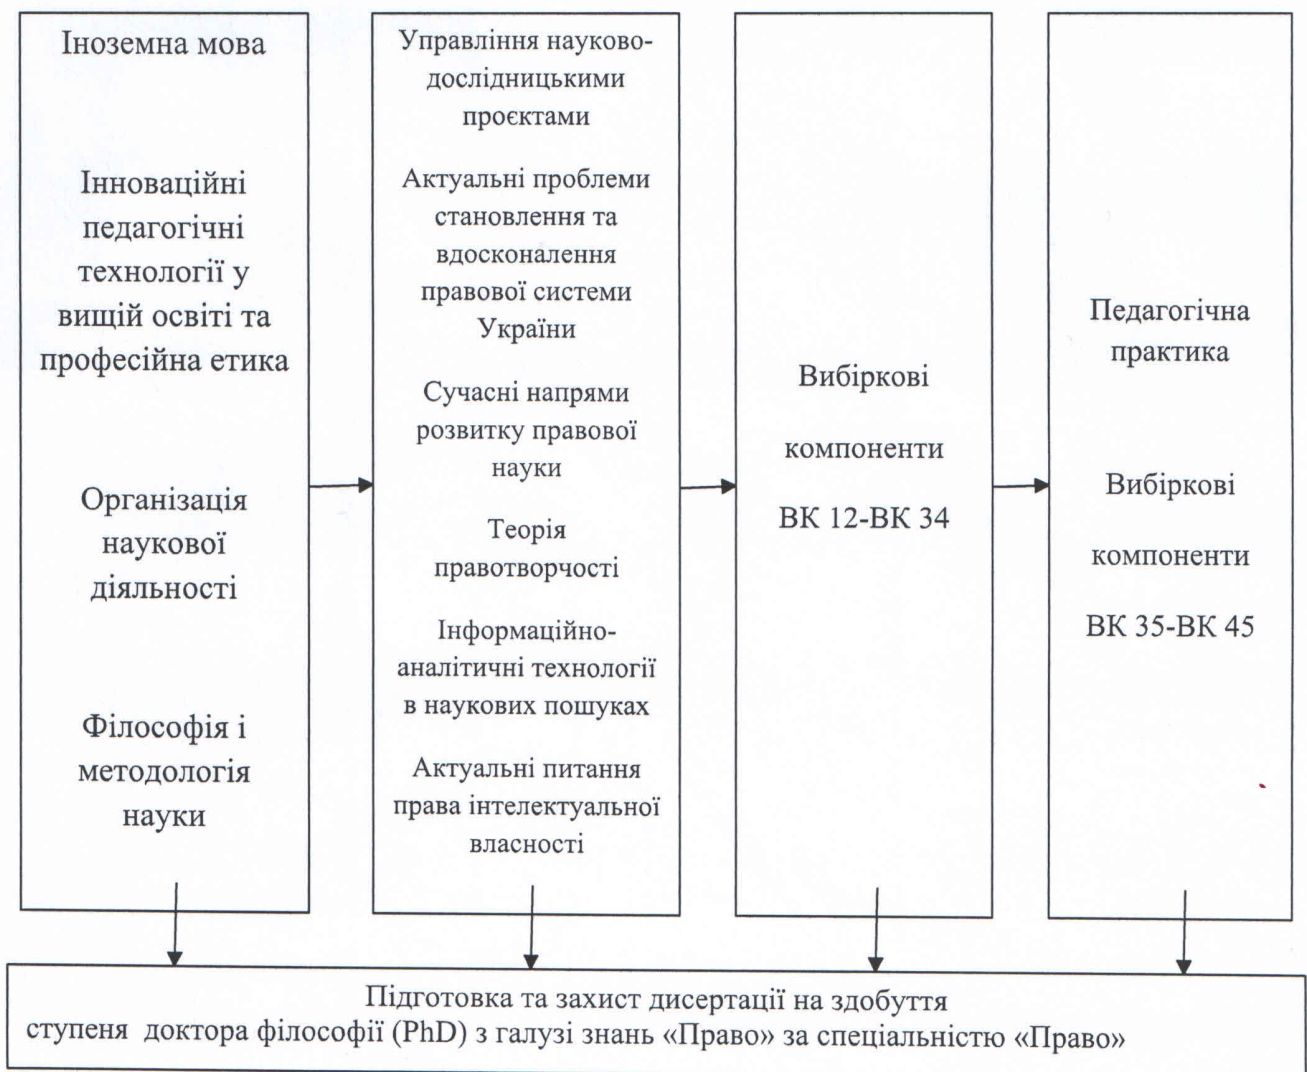 Іноземна мова
Інноваційні
педагогічні
технології у
вищій освіті та
професійна етика
Організація
наукової
діяльності
Філософія і
методологія
науки
Управління науково-
дослідницькими
проєктами
Актуальні проблеми
становлення та
вдосконалення
правової системи
України
Сучасні напрями
розвитку правової
науки
Теорія
правотворчості
Інформаційно-
аналітичні технології
в наукових пошуках
Актуальні питання
права інтелектуальної
власності
Вибіркові
компоненти
ВК 12-ВК 34
Педагогічна
практика
Вибіркові
компоненти
ВК 35-ВК 45
Підготовка та захист дисертації на здобуття
ступеня доктора філософії (PhD) з галузі знань «Право» за спеціальністю «Право»